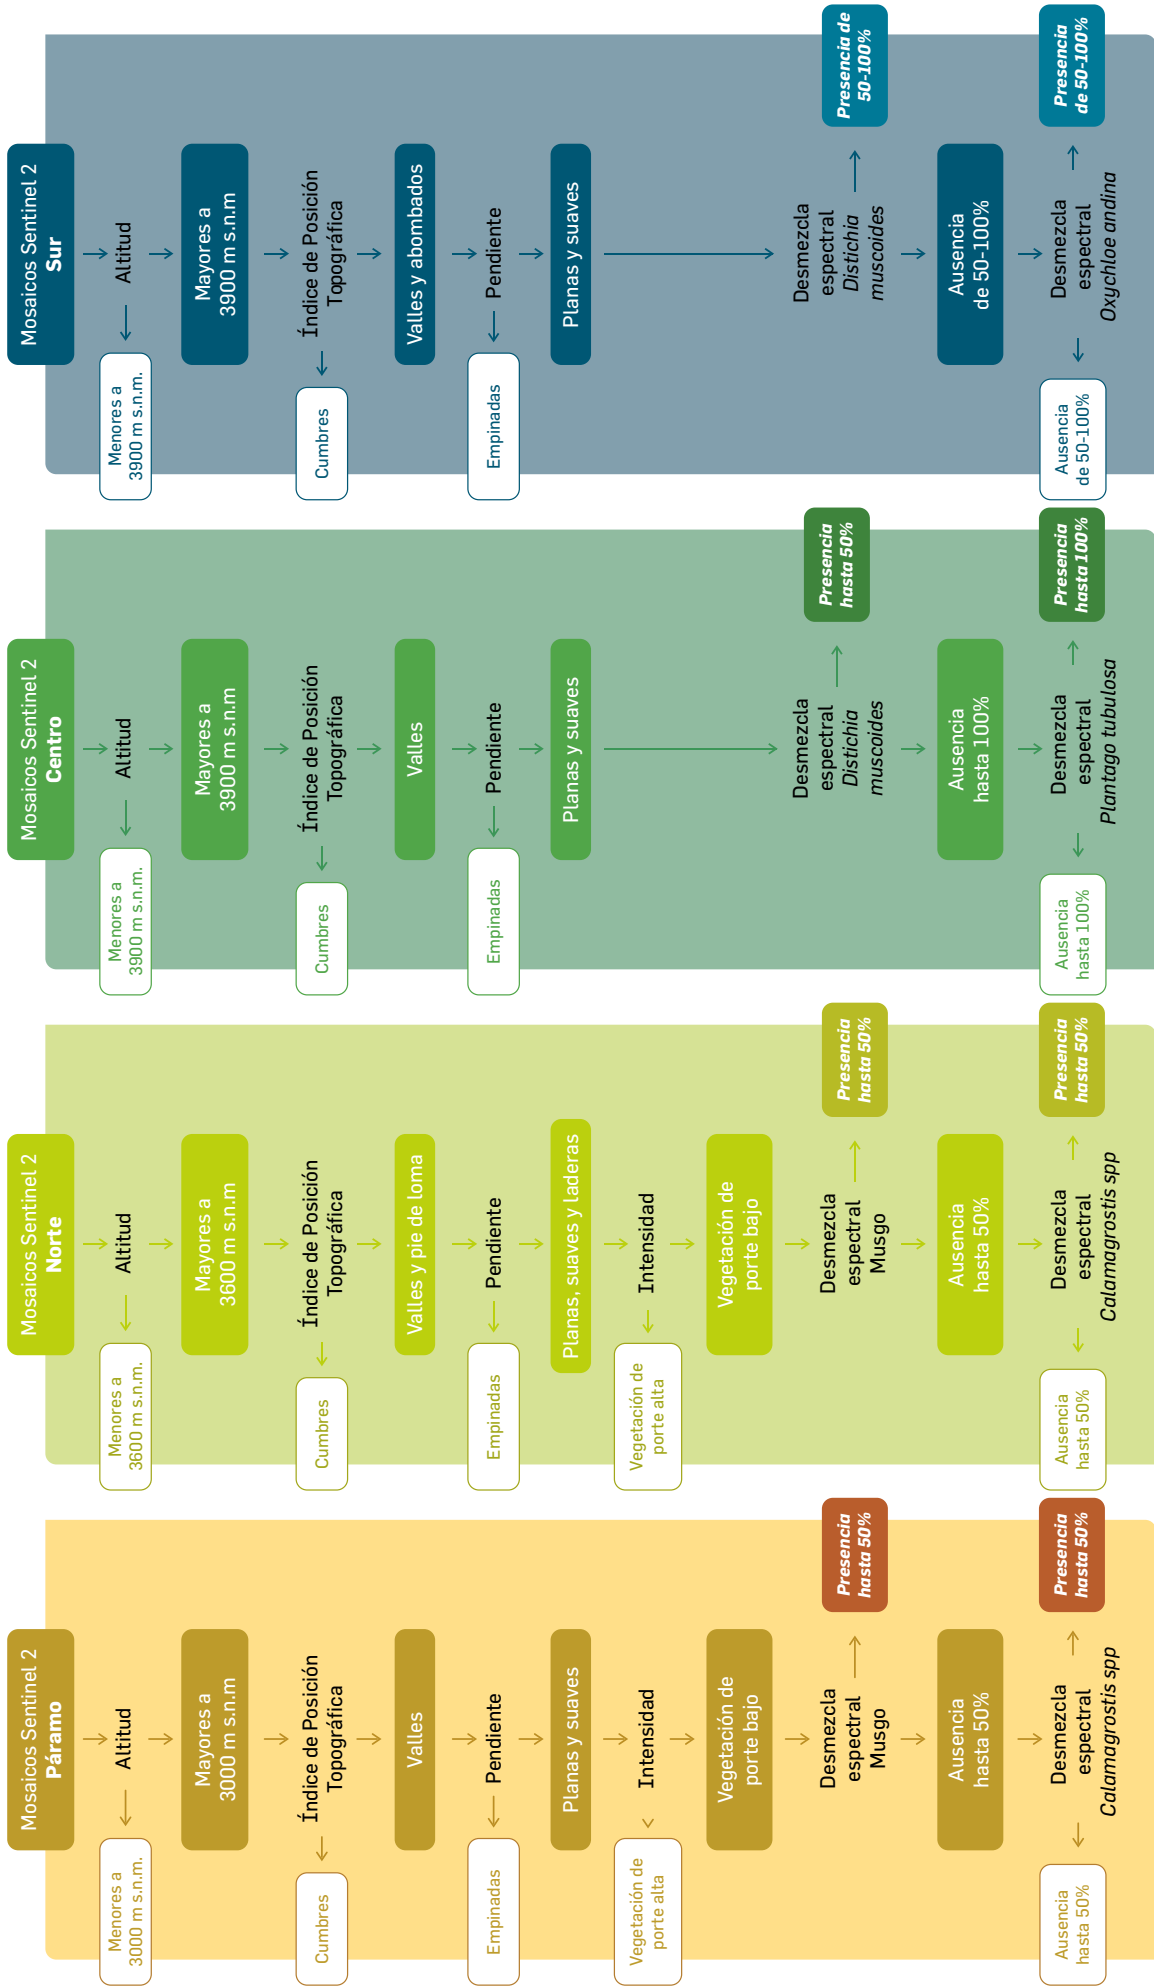 Mosaicos Sentinel 2
Páramo
Altitud
Menores a
3000 m s.n.m.
Mayores a
3000 m s.n.m
Índice de Posición
Topográfica
Cumbres
Valles
Pendiente
Empinadas
Planas y suaves
Intensidad
Vegetación de
porte alta
Vegetación de
porte bajo
Desmezcla
espectral
Musgo
Presencia
hasta 50%
Ausencia
hasta 50%
Desmezcla
espectral
Calamagrostis spp
Ausencia
hasta 50%
Presencia
hasta 50%
Mosaicos Sentinel 2
Norte
Altitud
Menores a
3600 m s.n.m.
Mayores a
3600 m s.n.m
Índice de Posición
Topográfica
Cumbres
Valles y pie de loma
Pendiente
Empinadas
Planas, suaves y laderas
Intensidad
Vegetación de
porte alta
Vegetación de
porte bajo
Desmezcla
espectral
Musgo
Presencia
hasta 50%
Ausencia
hasta 50%
Desmezcla
espectral
Calamagrostis spp
Ausencia
hasta 50%
Presencia
hasta 50%
Mosaicos Sentinel 2
Centro
Altitud
Menores a
3900 m s.n.m.
Mayores a
3900 m s.n.m
Índice de Posición
Topográfica
Cumbres
Valles
Pendiente
Empinadas
Planas y suaves
Desmezcla
espectral
Distichia
muscoides
Presencia
hasta 50%
Ausencia
hasta 100%
Desmezcla
espectral
Plantago tubulosa
Ausencia
hasta 100%
Presencia
hasta 100%
Mosaicos Sentinel 2
Sur
Altitud
Menores a
3900 m s.n.m.
Mayores a
3900 m s.n.m
Índice de Posición
Topográfica
Cumbres
Valles y abombados
Pendiente
Empinadas
Planas y suaves
Desmezcla
espectral
Distichia
muscoides
Presencia de
50-100%
Ausencia
de 50-100%
Desmezcla
espectral
Oxychloe andina
Ausencia
de 50-100%
Presencia
de 50-100%